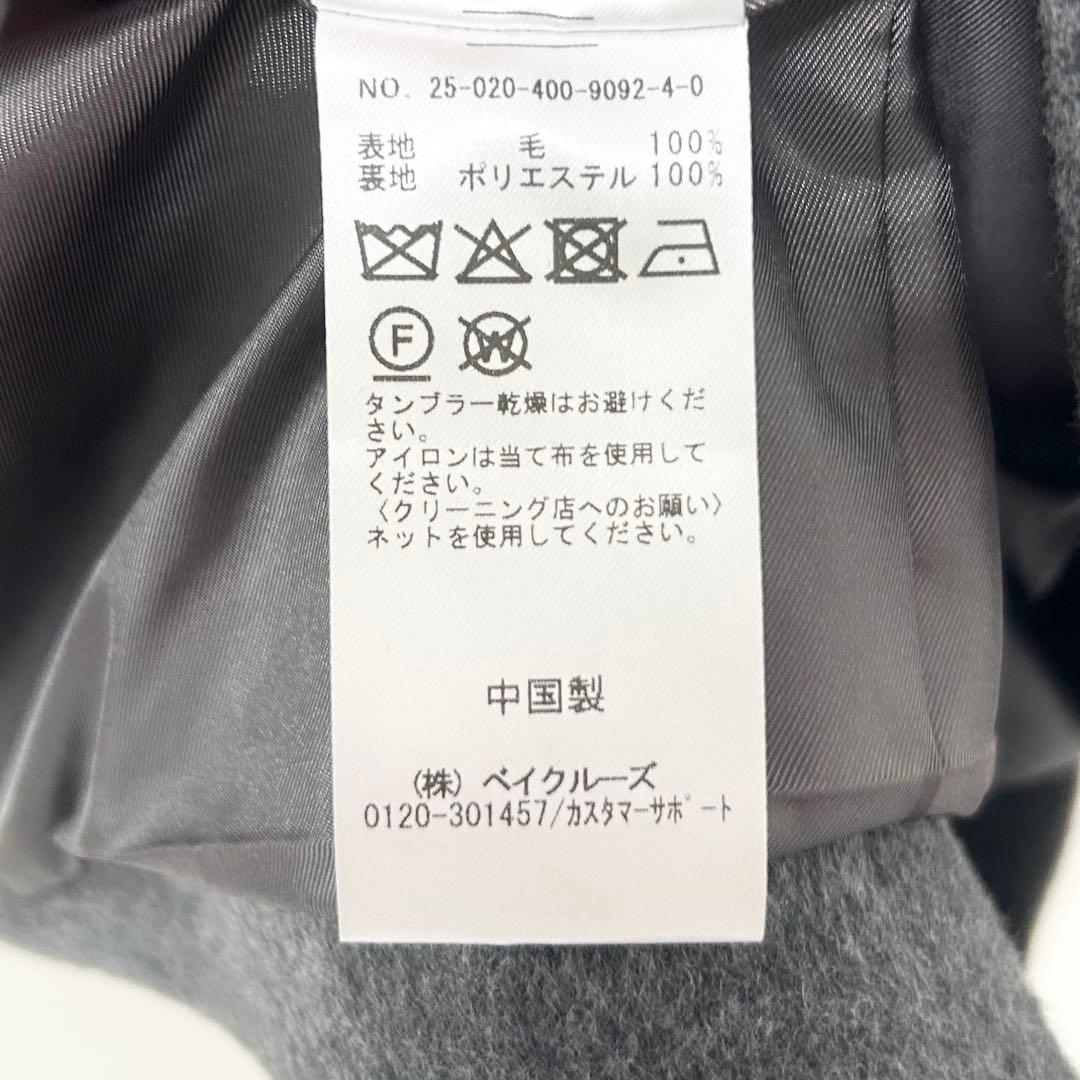 NO. 25-020-400-9092-4-0
表地 毛 100%
裏地 ポリエステル 100%
F W
タンブラー乾燥はお避けくだ
さい。
アイロンは当て布を使用して
ください。
〈クリーニング店へのお願い〉
ネットを使用してください。
中国製
(株) ベイクルーズ
0120-301457/カスタマーサポート